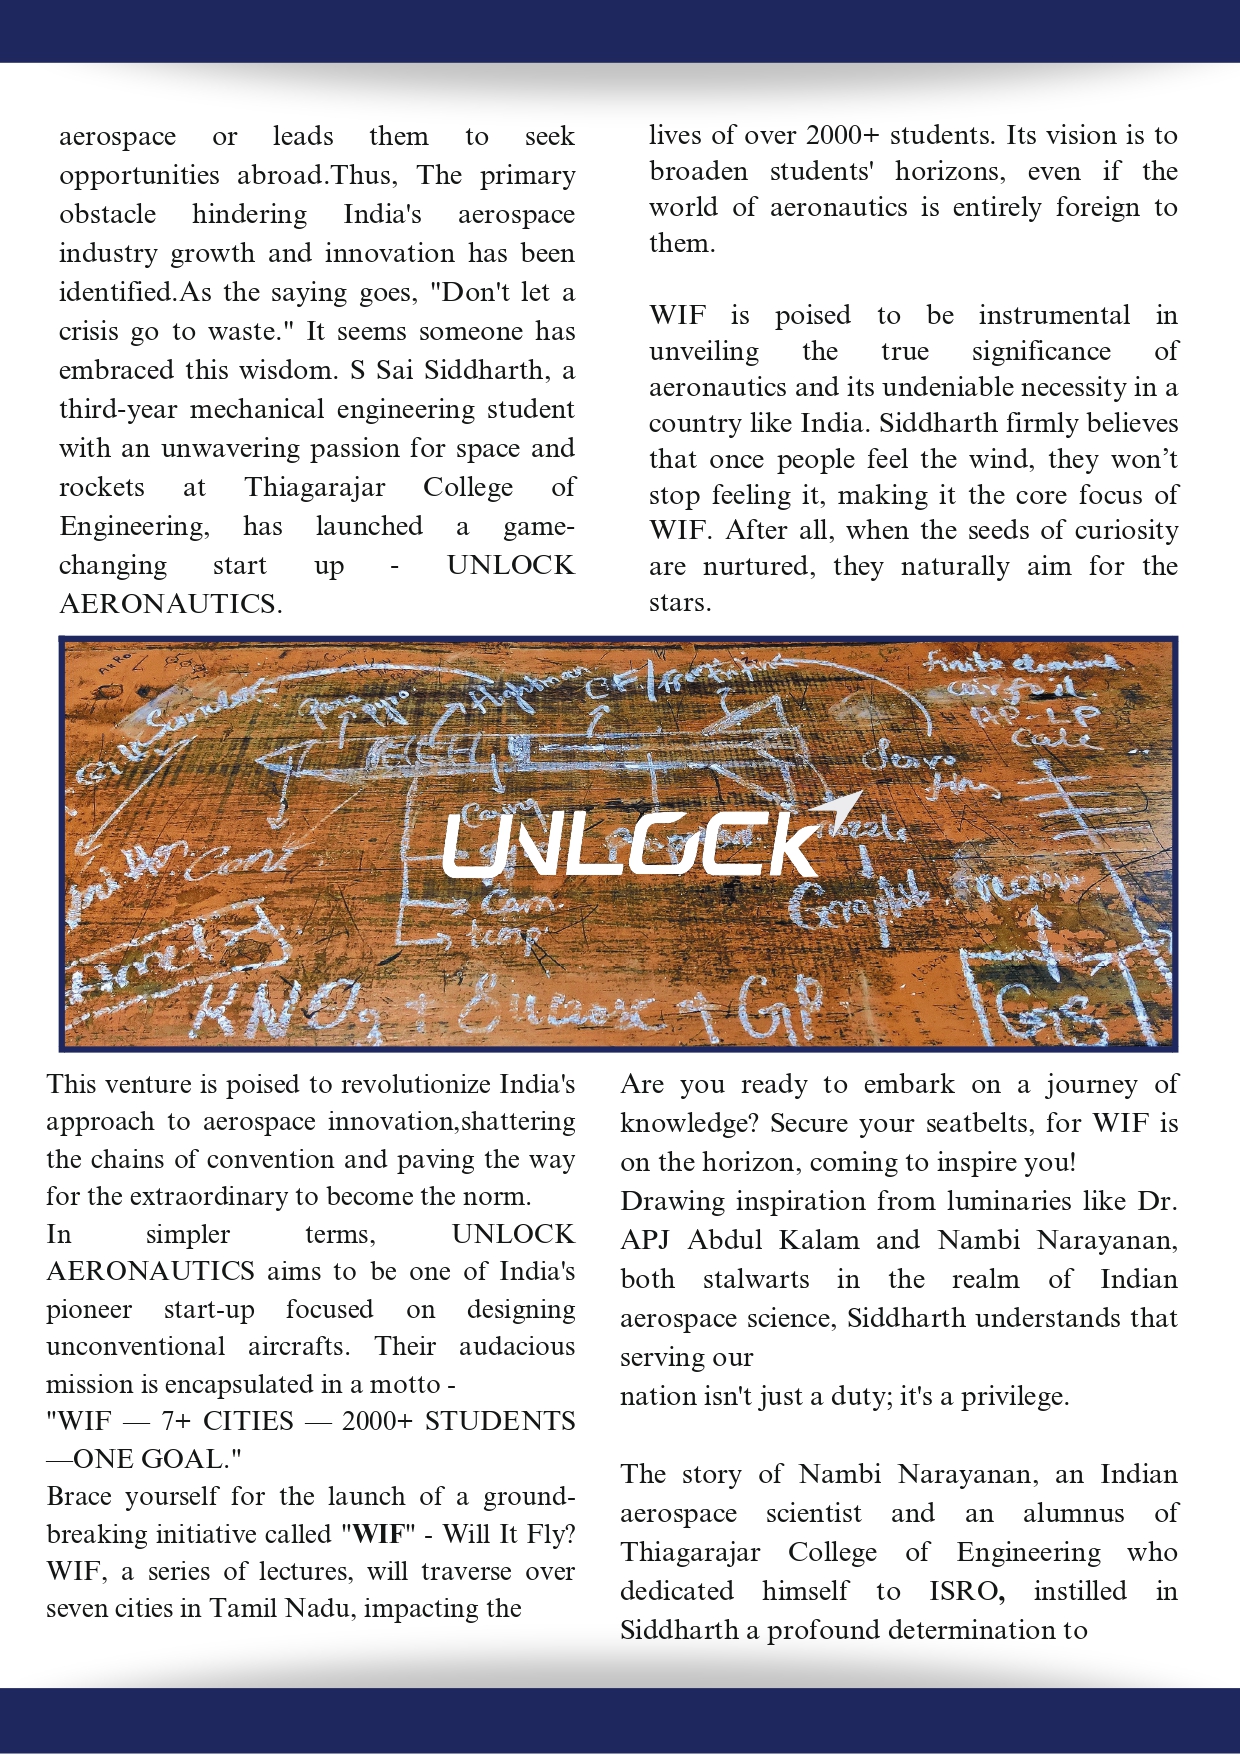 aerospace or leads them to seek
opportunities abroad.Thus, The primary
obstacle hindering India's aerospace
industry growth and innovation has been
identified.As the saying goes, "Don't let a
crisis go to waste." It seems someone has
embraced this wisdom. S Sai Siddharth, a
third-year mechanical engineering student
with an unwavering passion for space and
rockets at Thiagarajar College of
Engineering, has launched a game-
changing start up - UNLOCK
AERONAUTICS.
This venture is poised to revolutionize India's
approach to aerospace innovation,shattering
the chains of convention and paving the way
for the extraordinary to become the norm.
In simpler terms, UNLOCK
AERONAUTICS aims to be one of India's
pioneer start-up focused on designing
unconventional aircrafts. Their audacious
mission is encapsulated in a motto -
"WIF — 7+ CITIES — 2000+ STUDENTS
—ONE GOAL."
Brace yourself for the launch of a ground-
breaking initiative called "WIF" - Will It Fly?
WIF, a series of lectures, will traverse over
seven cities in Tamil Nadu, impacting the
lives of over 2000+ students. Its vision is to
broaden students' horizons, even if the
world of aeronautics is entirely foreign to
them.
WIF is poised to be instrumental in
unveiling the true significance of
aeronautics and its undeniable necessity in a
country like India. Siddharth firmly believes
that once people feel the wind, they won’t
stop feeling it, making it the core focus of
WIF. After all, when the seeds of curiosity
are nurtured, they naturally aim for the
stars.
finite element
airfoil
Servo
fins
UNLOCK
Cam.
temp.
KNO3 + Sucrose + GP
Are you ready to embark on a journey of
knowledge? Secure your seatbelts, for WIF is
on the horizon, coming to inspire you!
Drawing inspiration from luminaries like Dr.
APJ Abdul Kalam and Nambi Narayanan,
both stalwarts in the realm of Indian
aerospace science, Siddharth understands that
serving our
nation isn't just a duty; it's a privilege.
The story of Nambi Narayanan, an Indian
aerospace scientist and an alumnus of
Thiagarajar College of Engineering who
dedicated himself to ISRO, instilled in
Siddharth a profound determination to